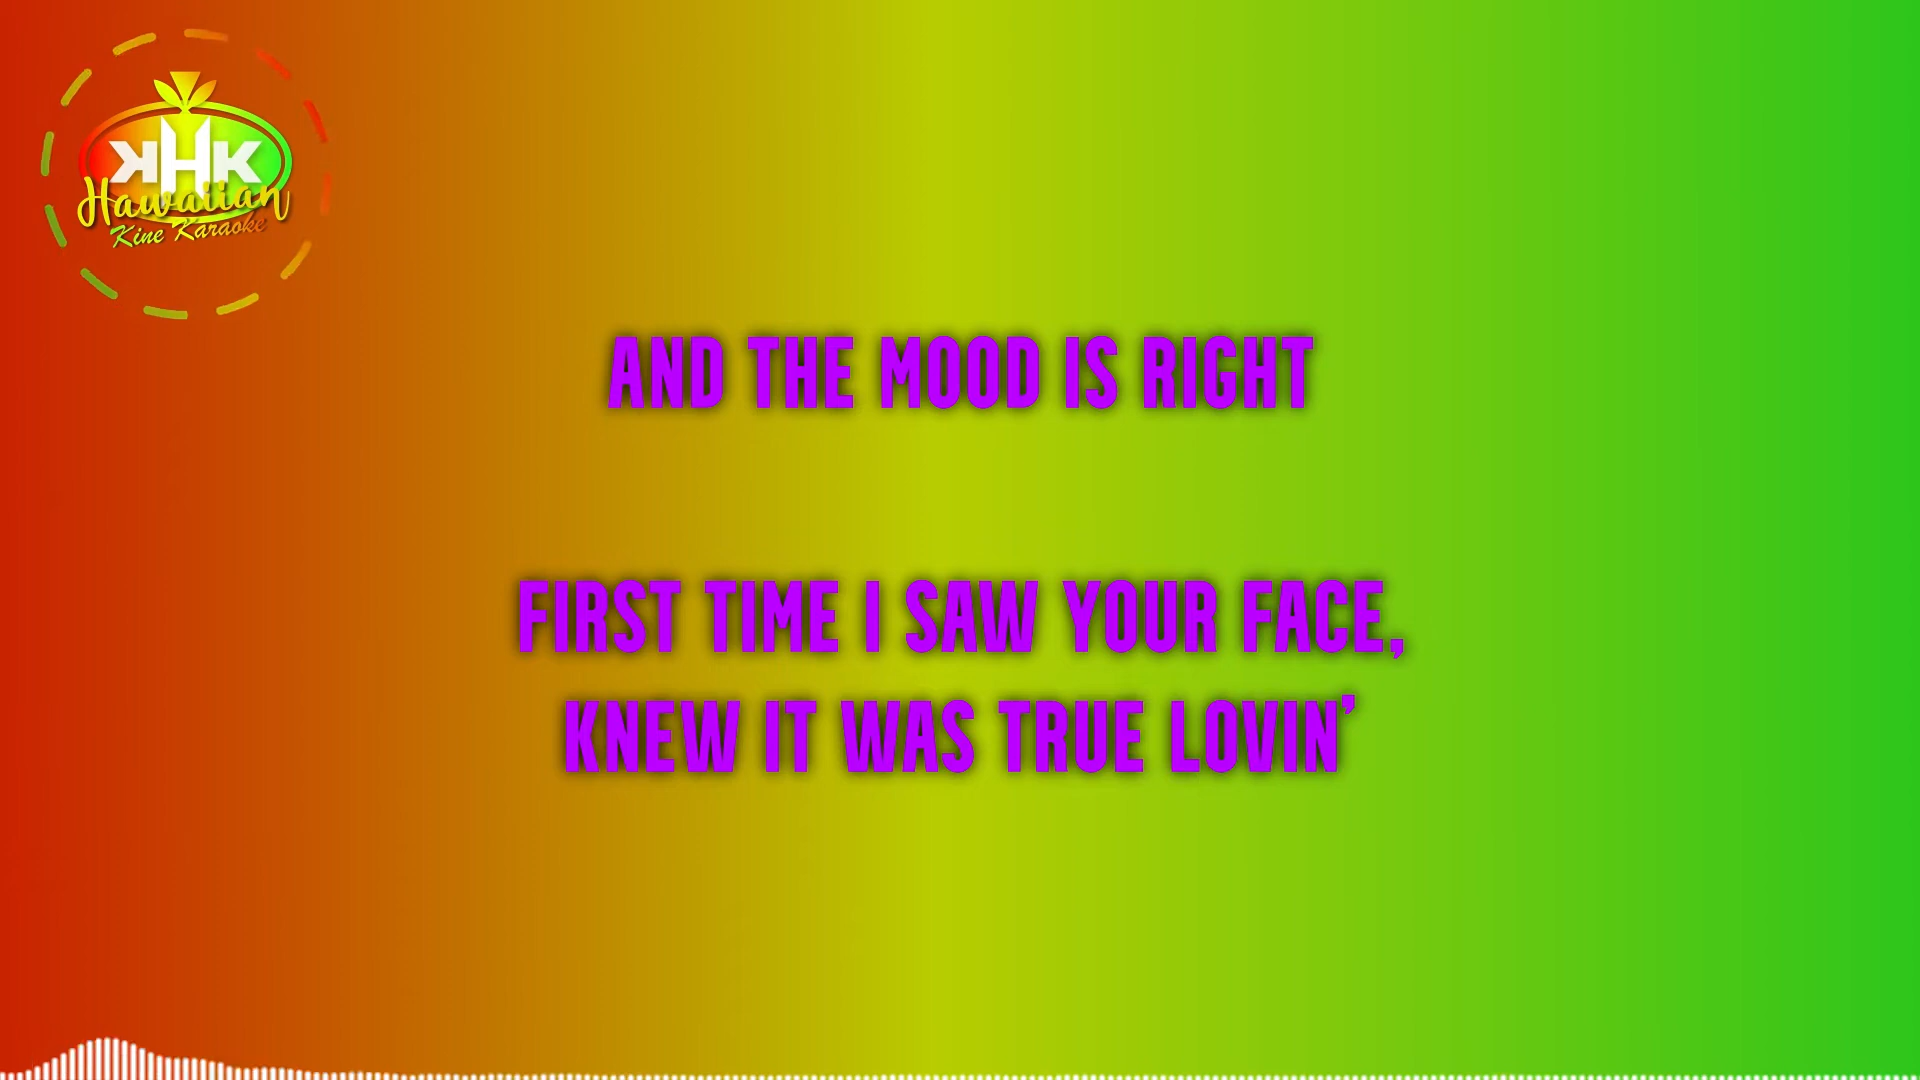 KHK
Hawaiian
Kine Karaoke
AND THE MOOD IS RIGHT
FIRST TIME I SAW YOUR FACE,
KNEW IT WAS TRUE LOVIN’